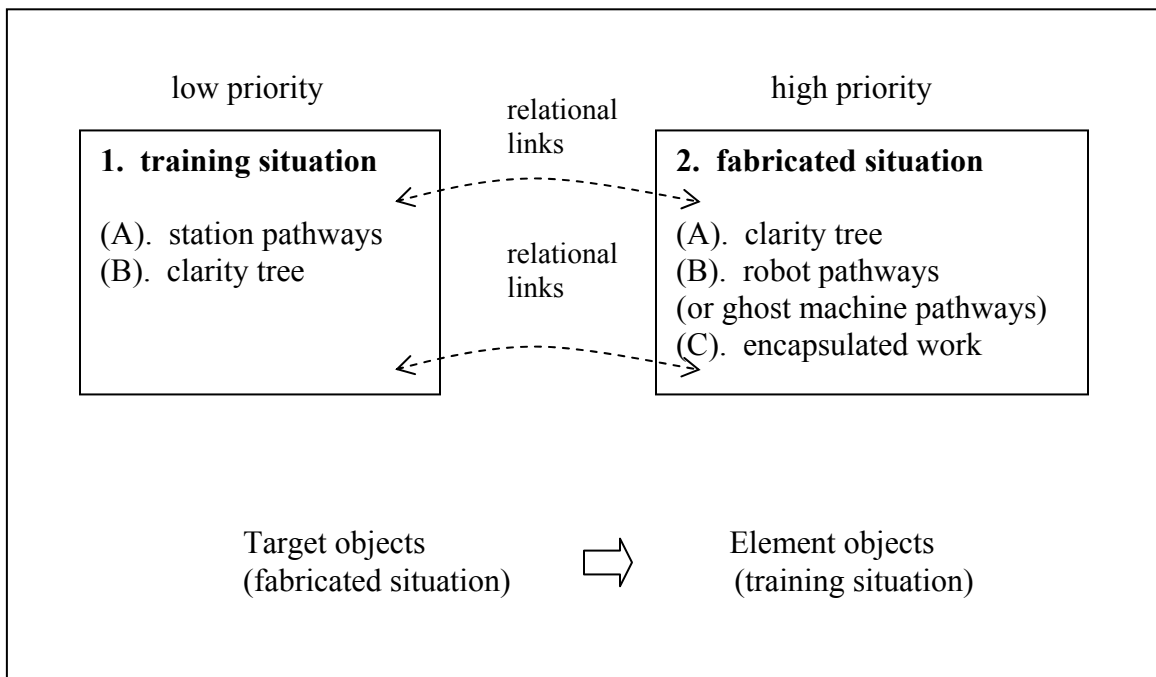 low priority
high priority
relational
links
1. training situation
(A). station pathways
(B). clarity tree
relational
links
2. fabricated situation
(A). clarity tree
(B). robot pathways
(or ghost machine pathways)
(C). encapsulated work
Target objects
(fabricated situation)
Element objects
(training situation)